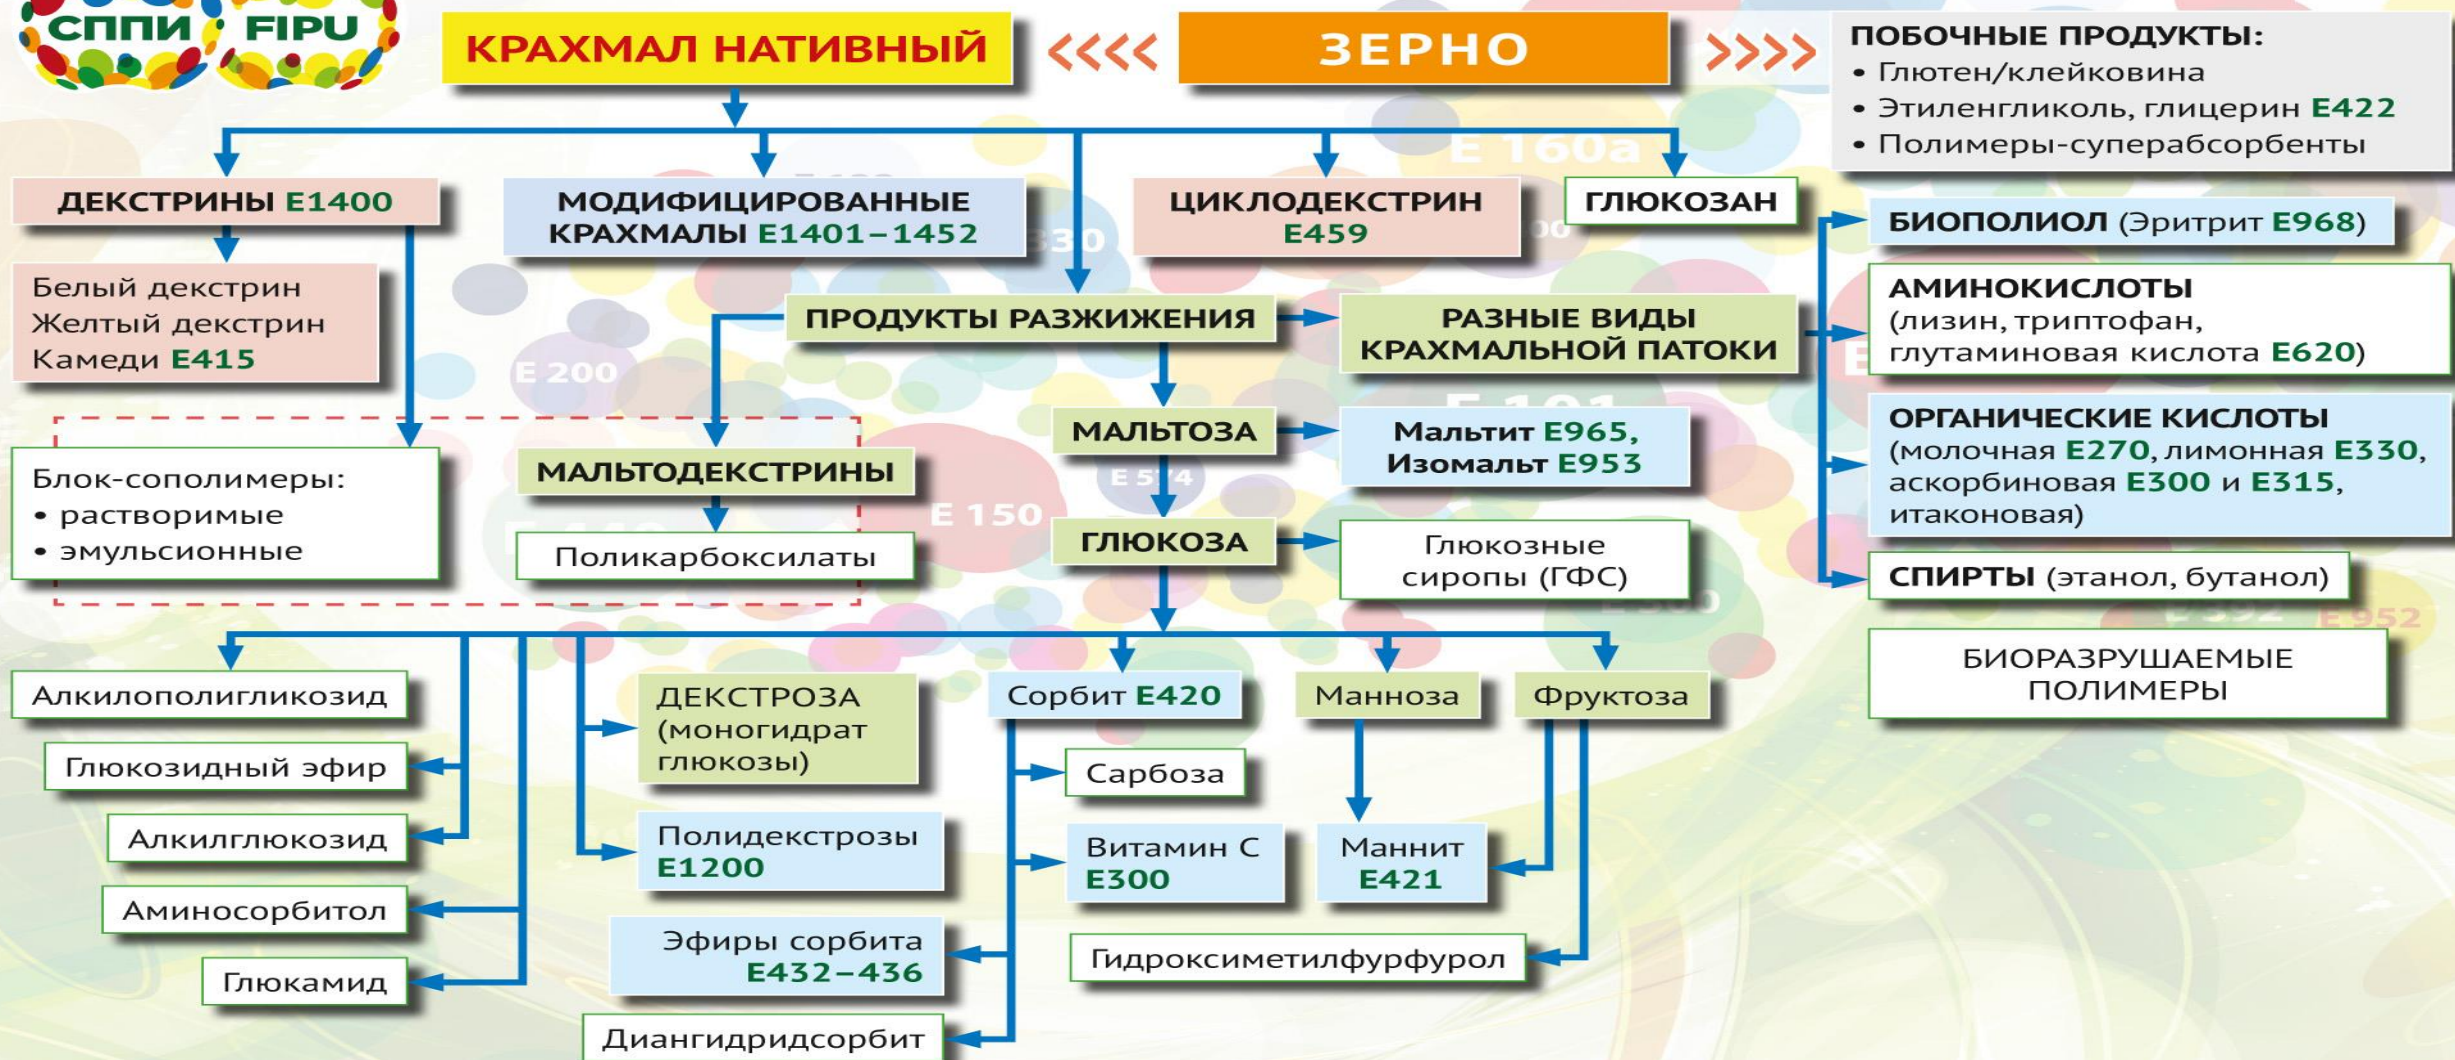 СППИ FIPU
КРАХМАЛ НАТИВНЫЙ
<<<<
ЗЕРНО
>>>>
ПОБОЧНЫЕ ПРОДУКТЫ:
• Глютен/клейковина
• Этиленгликоль, глицерин E422
• Полимеры-суперабсорбенты
E 160a
ДЕКСТРИНЫ E1400
МОДИФИЦИРОВАННЫЕ
КРАХМАЛЫ E1401–1452
ЦИКЛОДЕКСТРИН
E459
ГЛЮКОЗАН
БИОПОЛИОЛ (Эритрит E968)
Белый декстрин
Желтый декстрин
Камеди E415
ПРОДУКТЫ РАЗЖИЖЕНИЯ
РАЗНЫЕ ВИДЫ
КРАХМАЛЬНОЙ ПАТОКИ
АМИНОКИСЛОТЫ
(лизин, триптофан,
глутаминовая кислота E620)
E 200
МАЛЬТОЗА
Мальтит E965,
Изомальт E953
ОРГАНИЧЕСКИЕ КИСЛОТЫ
(молочная E270, лимонная E330,
аскорбиновая E300 и E315,
итаконовая)
Блок-сополимеры:
• растворимые
• эмульсионные
МАЛЬТОДЕКСТРИНЫ
E 574
E 150
Поликарбоксилаты
ГЛЮКОЗА
Глюкозные
сиропы (ГФС)
СПИРТЫ (этанол, бутанол)
E 952
БИОРАЗРУШАЕМЫЕ
ПОЛИМЕРЫ
Алкилополигликозид
ДЕКСТРОЗА
(моногидрат
глюкозы)
Сорбит E420
Манноза
Фруктоза
Глюкозидный эфир
Сарбоза
Алкилглюкозид
Полидекстрозы
E1200
Витамин С
E300
Маннит
E421
Аминосорбитол
Эфиры сорбита
E432–436
Гидроксиметилфурфурол
Глюкамид
Диангидридсорбит